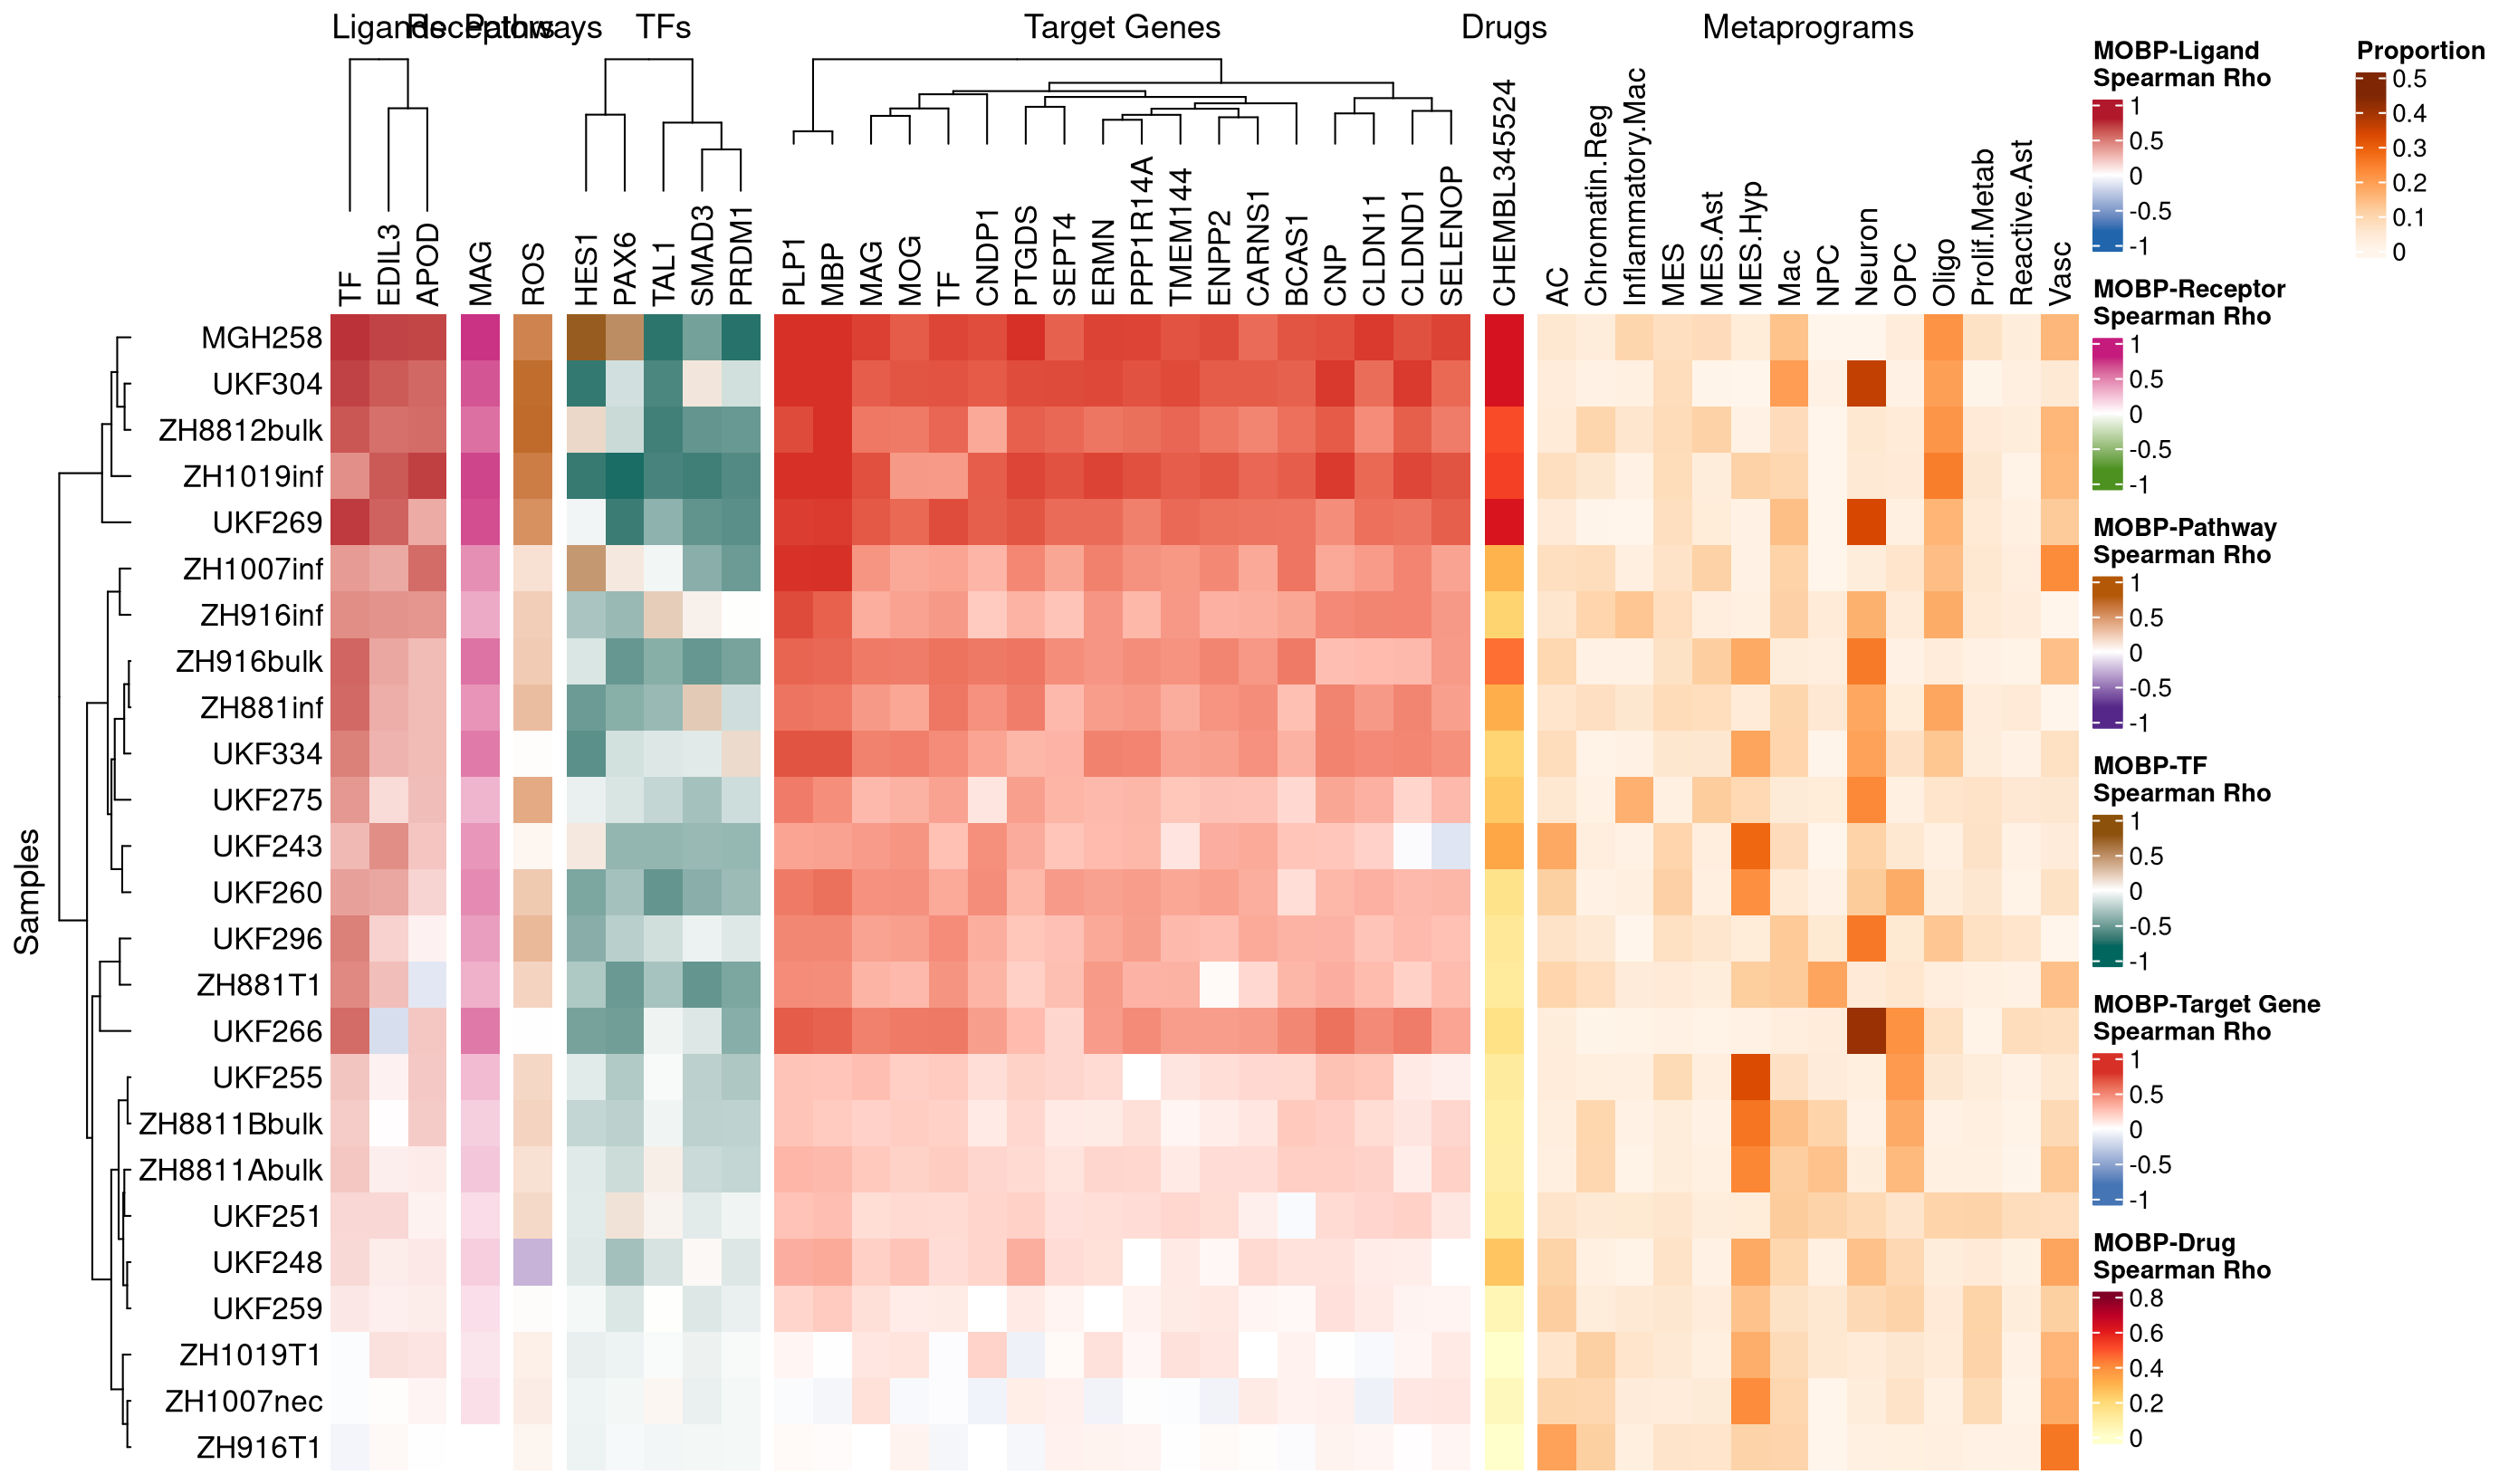 Ligands Receptors Pathways TFs Target Genes Drugs Metaprograms
TF
EDIL3
APOD
MAG
ROS
HES1
PAX6
TAL1
SMAD3
PRDM1
PLP1
MBP
MAG
MOG
TF
CNDP1
PTGDS
SEPT4
ERMN
PPP1R14A
TMEM144
ENPP2
CARNS1
BCAS1
CNP
CLDN11
CLDND1
SELENOP
CHEMBL345524
AC
Chromatin.Reg
Inflammatory.Mac
MES
MES.Ast
MES.Hyp
Mac
NPC
Neuron
OPC
Oligo
Prolif.Metab
Reactive.Ast
Vasc
Samples
MGH258
UKF304
ZH8812bulk
ZH1019inf
UKF269
ZH1007inf
ZH916inf
ZH916bulk
ZH881inf
UKF334
UKF275
UKF243
UKF260
UKF296
ZH881T1
UKF266
UKF255
ZH8811Bbulk
ZH8811Abulk
UKF251
UKF248
UKF259
ZH1019T1
ZH1007nec
ZH916T1
MOBP-Ligand
Spearman Rho
1
0.5
0
-0.5
-1
MOBP-Receptor
Spearman Rho
1
0.5
0
-0.5
-1
MOBP-Pathway
Spearman Rho
1
0.5
0
-0.5
-1
MOBP-TF
Spearman Rho
1
0.5
0
-0.5
-1
MOBP-Target Gene
Spearman Rho
1
0.5
0
-0.5
-1
MOBP-Drug
Spearman Rho
0.8
0.6
0.4
0.2
0
Proportion
0.5
0.4
0.3
0.2
0.1
0